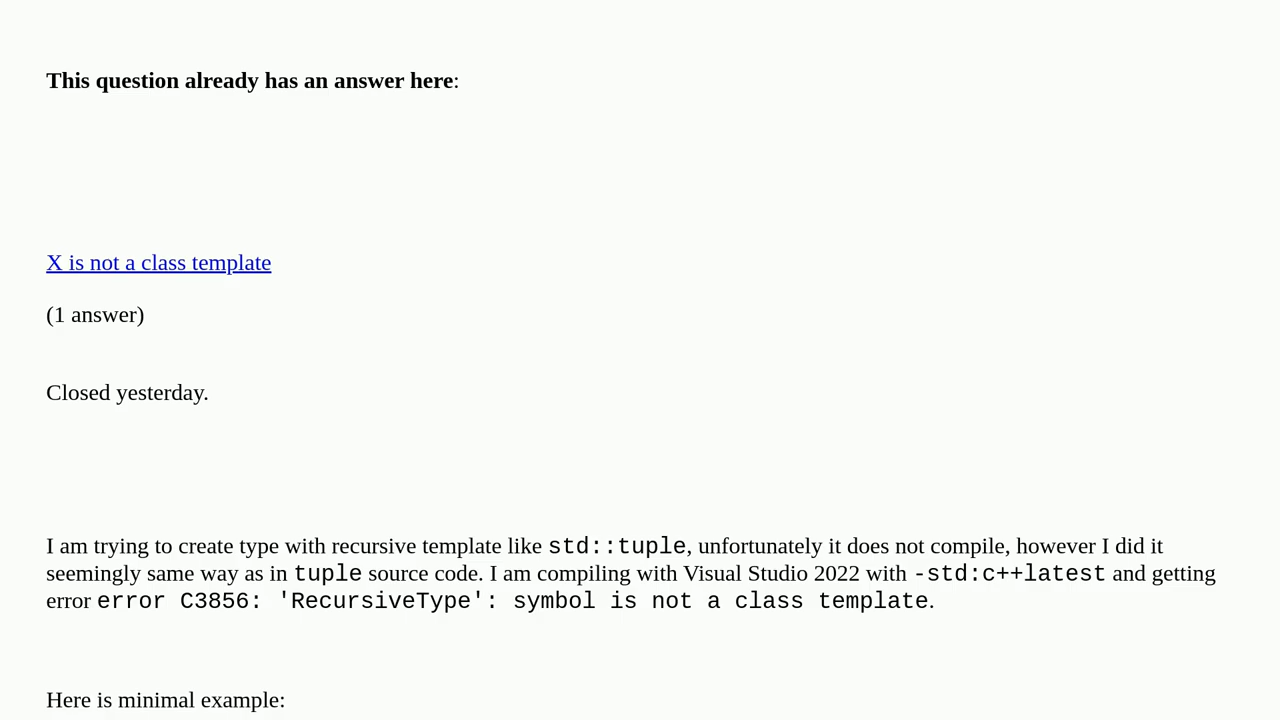 This question already has an answer here:
X is not a class template
(1 answer)
Closed yesterday.
I am trying to create type with recursive template like std::tuple, unfortunately it does not compile, however I did it
seemingly same way as in tuple source code. I am compiling with Visual Studio 2022 with -std:c++latest and getting
error error C3856: 'RecursiveType': symbol is not a class template.
Here is minimal example: